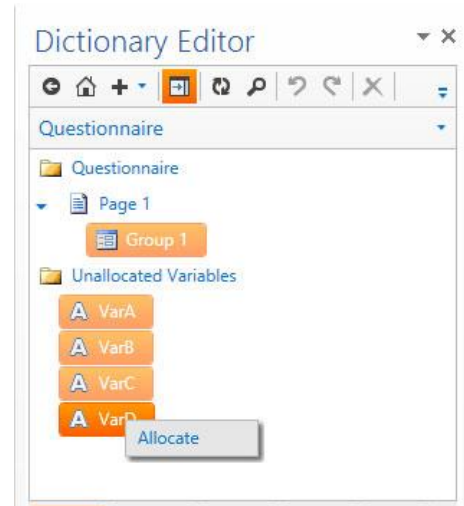 Dictionary Editor
Questionnaire
Questionnaire
Page 1
Group 1
Unallocated Variables
A VarA
A VarB
A VarC
A VarD
Allocate